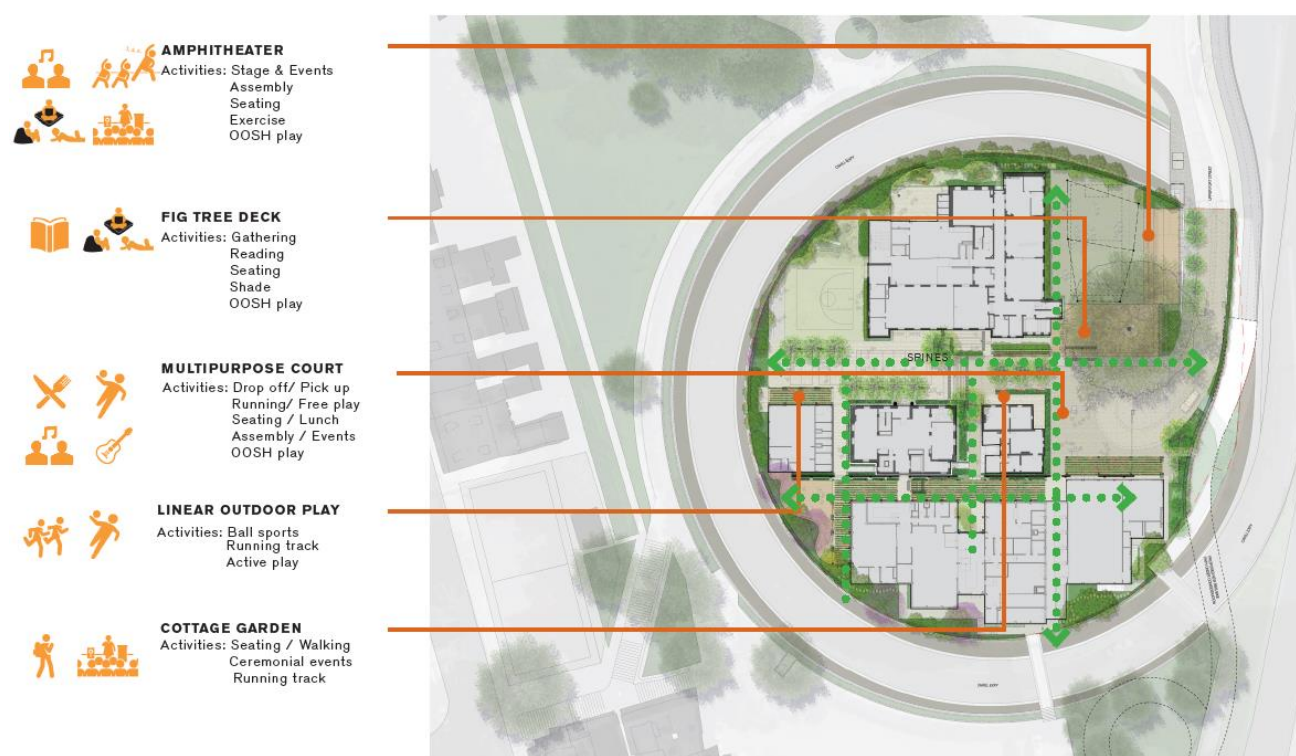 AMPHITHEATER
Activities: Stage & Events
Assembly
Seating
Exercise
OOSH play
FIG TREE DECK
Activities: Gathering
Reading
Seating
Shade
OOSH play
MULTIPURPOSE COURT
Activities: Drop off/ Pick up
Running/ Free play
Seating / Lunch
Assembly / Events
OOSH play
LINEAR OUTDOOR PLAY
Activities: Ball sports
Running track
Active play
COTTAGE GARDEN
Activities: Seating / Walking
Ceremonial events
Running track
SPINES
CAHILL EXPY